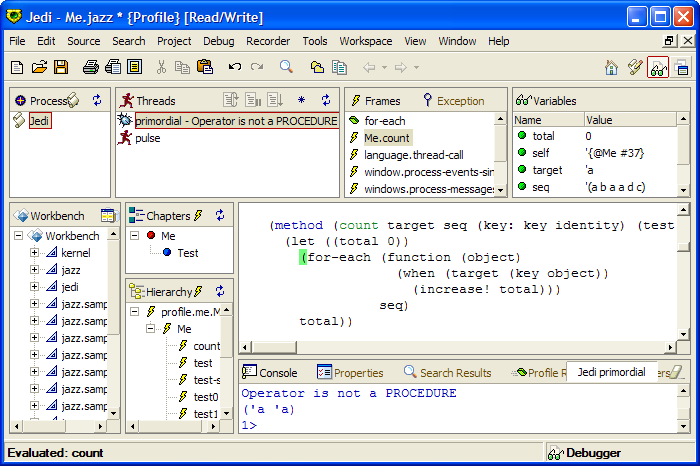 Jedi - Me.jazz * {Profile} [Read/Write]
File Edit Source Search Project Debug Recorder Tools Workspace View Window Help
Process
Jedi
Threads
primordial - Operator is not a PROCEDURE
pulse
Frames Exception
for-each
Me.count
language.thread-call
window.process-events-sin
windows.process-messages
Variables
Name Value
total 0
self '{@Me #37}
target 'a
seq '(a b a a d c)
Workbench
Workbench
kernel
jazz
jedi
jazz.samp
jazz.samp
jazz.samp
jazz.samp
jazz.samp
jazz.samp
jazz.samp
Chapters
Me
Test
Hierarchy
profile.me.M
Me
count
test
test-s
test0
test1
(method (count target seq (key: key identity) (test
(let ((total 0))
(for-each (function (object)
(when (target (key object))
(increase! total)))
seq)
total))
Console Properties Search Results Profile R Jedi primordial ers
Operator is not a PROCEDURE
('a 'a)
1>
Evaluated: count
Debugger